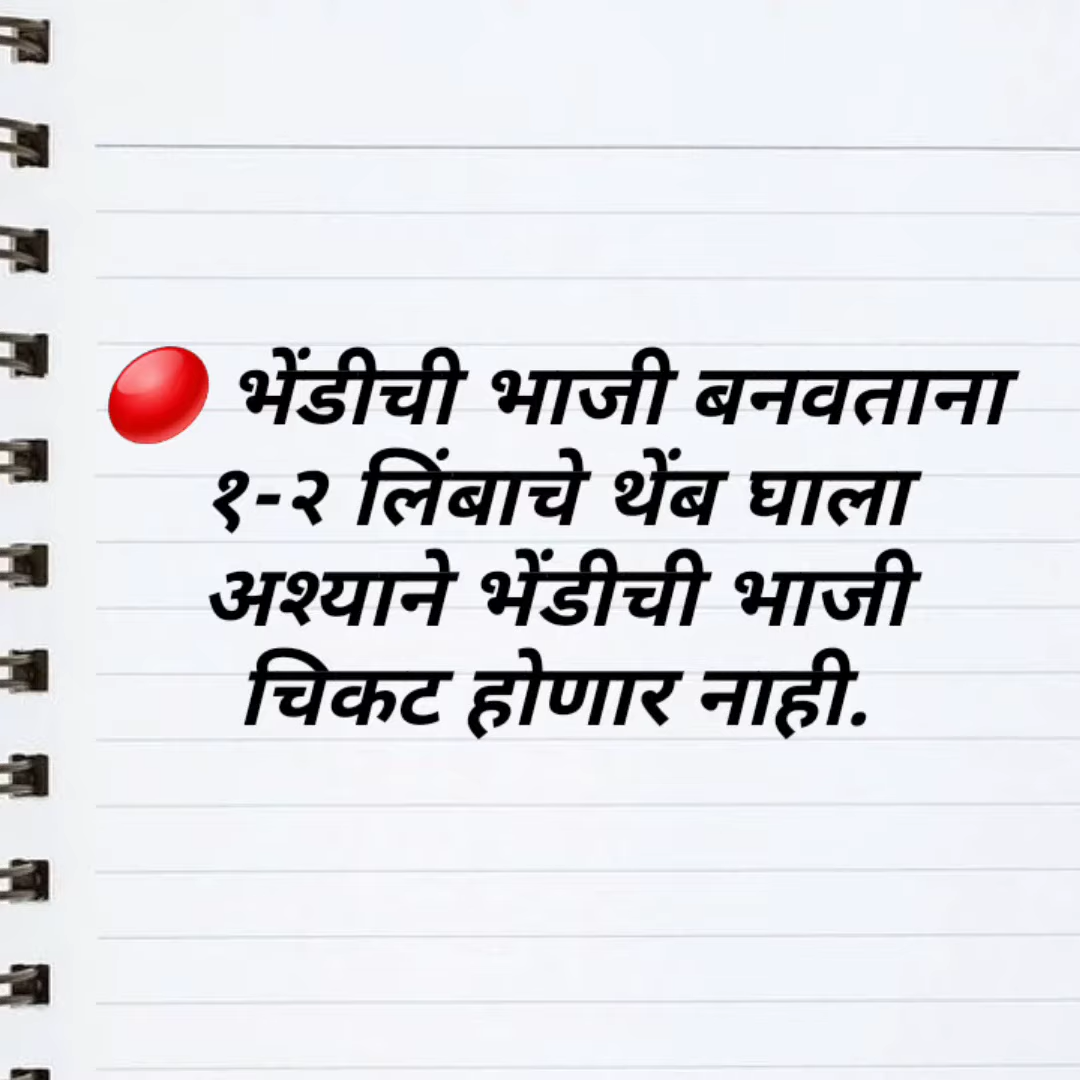 🔴 भेंडीची भाजी बनवताना
१-२ लिंबाचे थेंब घाला
अश्याने भेंडीची भाजी
चिकट होणार नाही.